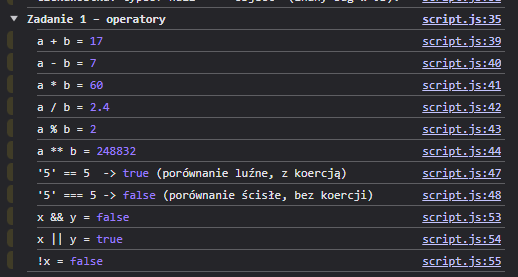 Zadanie 1 – operatory script.js:35
a + b = 17 script.js:39
a - b = 7 script.js:40
a * b = 60 script.js:41
a / b = 2.4 script.js:42
a % b = 2 script.js:43
a ** b = 248832 script.js:44
'5' == 5 -> true (porównanie luźne, z koercją) script.js:47
'5' === 5 -> false (porównanie ścisłe, bez koercji) script.js:48
x && y = false script.js:53
x || y = true script.js:54
!x = false script.js:55